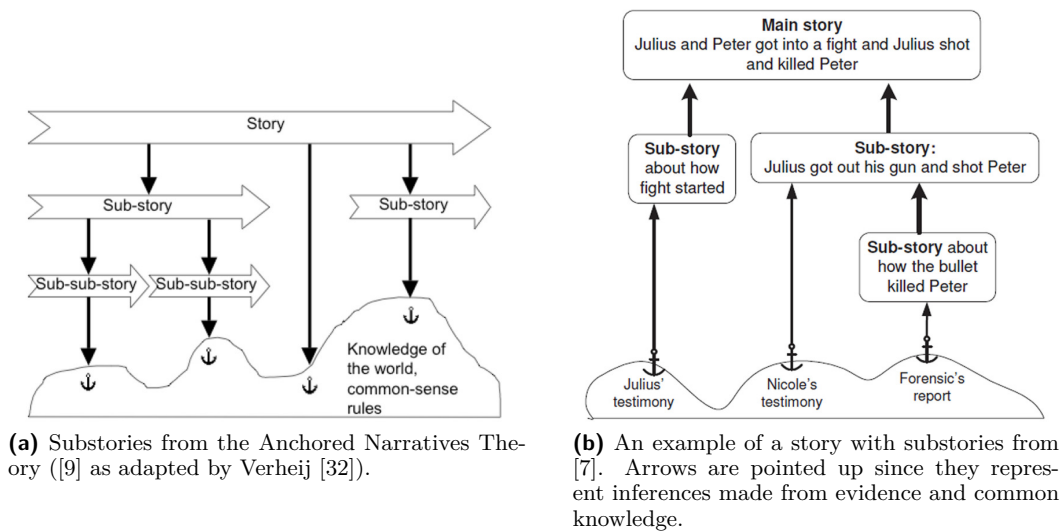 Story
Sub-story
Sub-story
Sub-sub-story
Sub-sub-story
Knowledge of
the world,
common-sense
rules
(a) Substories from the Anchored Narratives The-
ory ([9] as adapted by Verheij [32]).
Main story
Julius and Peter got into a fight and Julius shot
and killed Peter
Sub-story
about how
fight started
Sub-story:
Julius got out his gun and shot Peter
Sub-story about
how the bullet
killed Peter
Julius'
testimony
Nicole's
testimony
Forensic's
report
(b) An example of a story with substories from
[7]. Arrows are pointed up since they repres-
ent inferences made from evidence and common
knowledge.